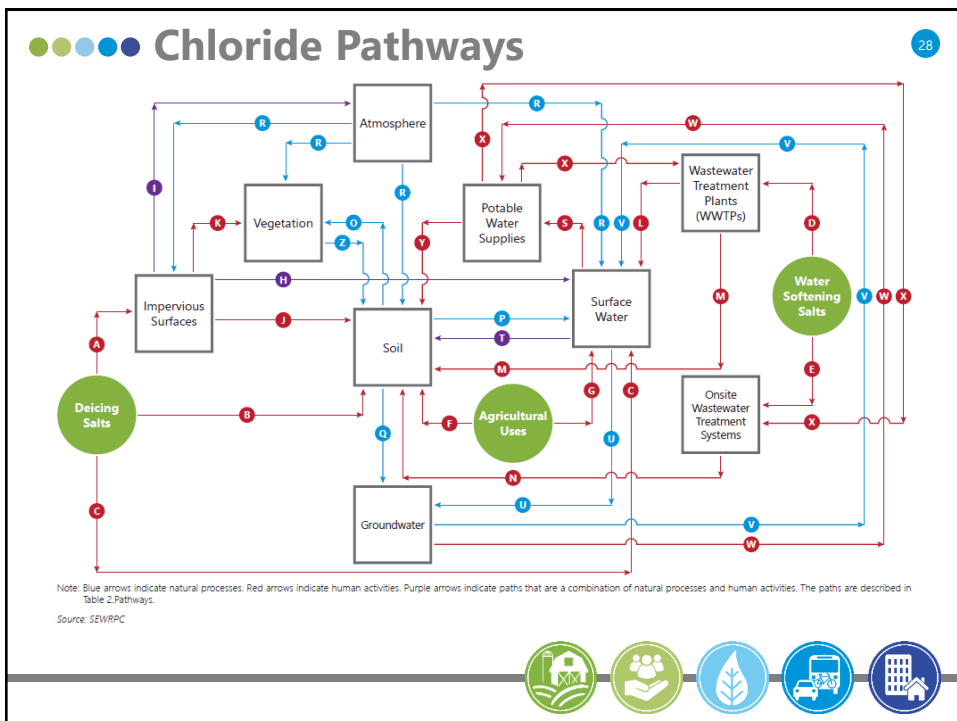 Chloride Pathways
28
Atmosphere
R
R
R
R
X
W
V
X
I
Vegetation
K
O
Z
Potable
Water
Supplies
Y
S
R
V
L
Wastewater
Treatment
Plants
(WWTPs)
D
H
Impervious
Surfaces
J
A
Soil
P
T
M
Surface
Water
M
Water
Softening
Salts
V
W
X
E
Deicing
Salts
B
Q
F
Agricultural
Uses
G
C
U
Onsite
Wastewater
Treatment
Systems
X
N
C
Groundwater
U
V
W
Note: Blue arrows indicate natural processes. Red arrows indicate human activities. Purple arrows indicate paths that are a combination of natural processes and human activities. The paths are described in
Table 2.Pathways.
Source: SEWRPC